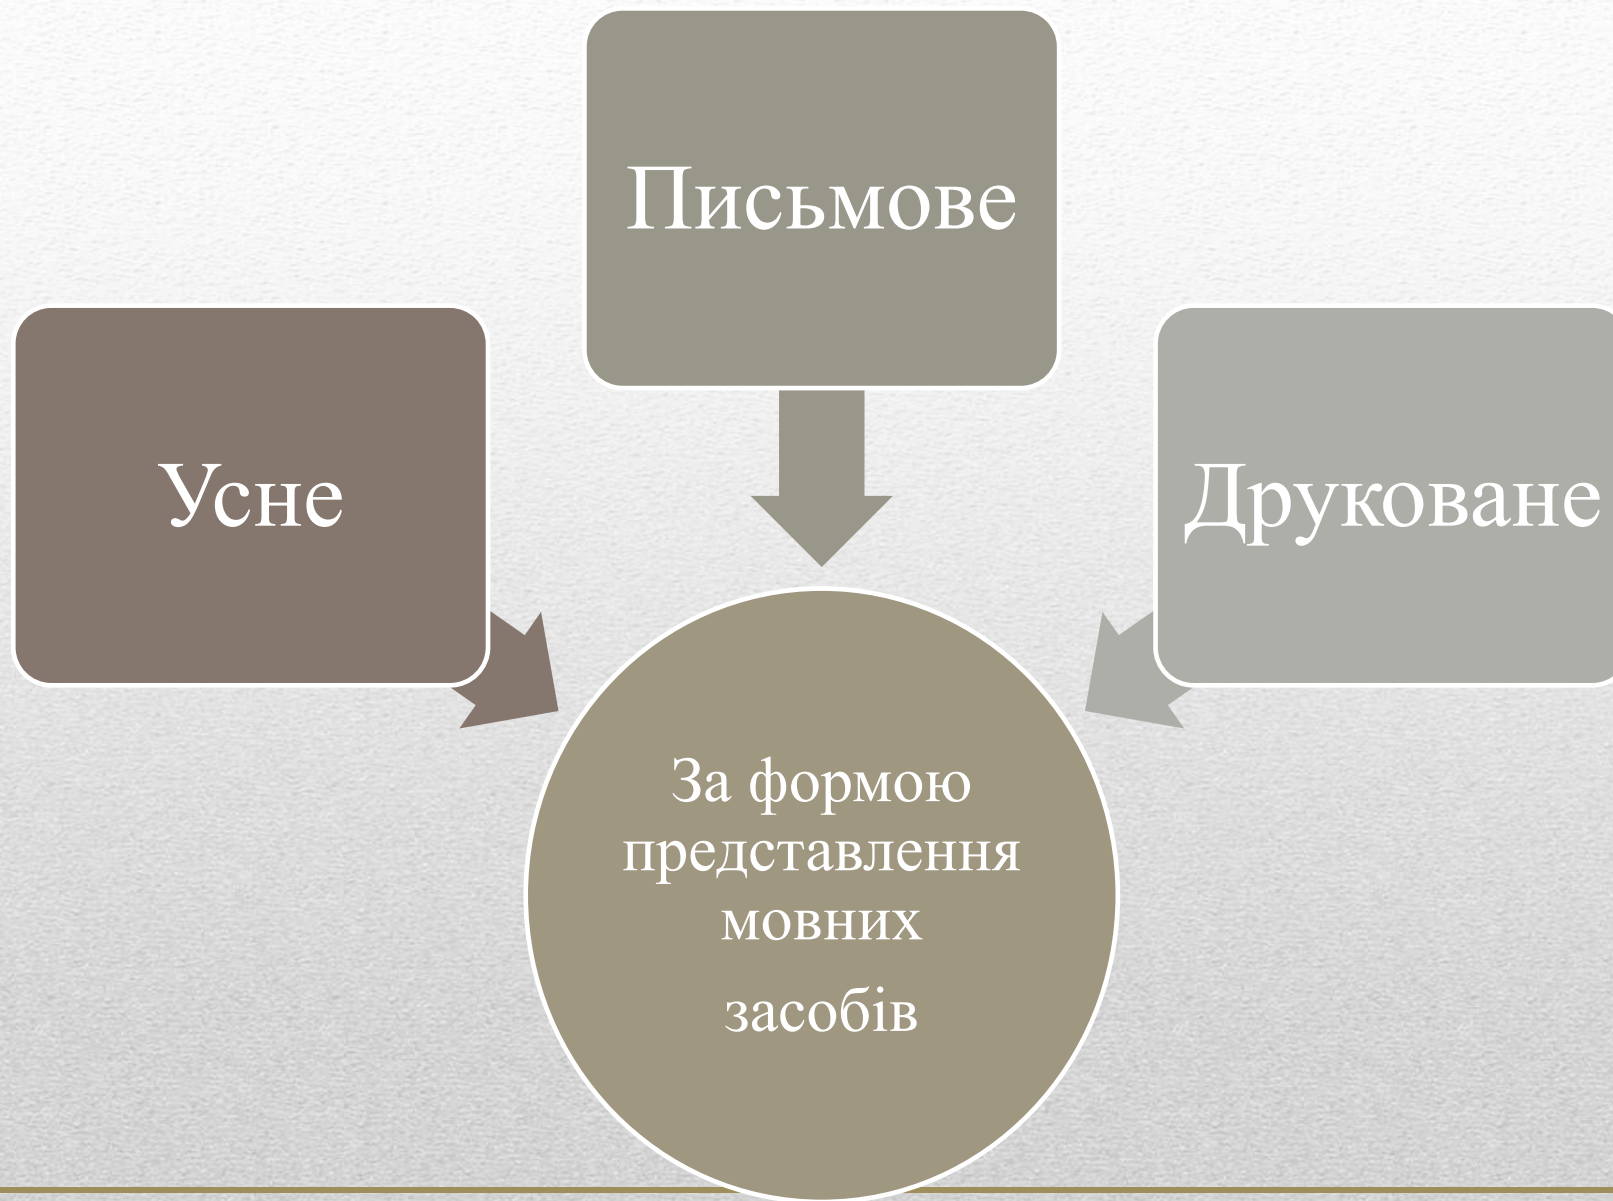 Письмове
Усне
Друковане
За формою
представлення
мовних
засобів